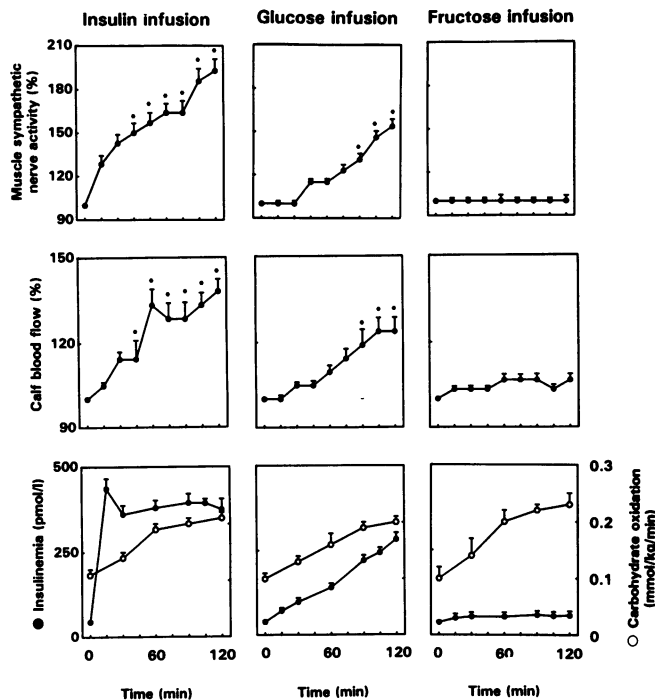 Insulin infusion
Glucose infusion
Fructose infusion
Muscle sympathetic
nerve activity (%)
210
180
150
120
90
Calf blood flow (%)
150
120
90
● Insulinemia (pmol/l)
500
250
0
0.3
0.2
0.1
0
○ Carbohydrate oxidation
(mmol/kg/min)
0 60 120
0 60 120
0 60 120
Time (min)
Time (min)
Time (min)